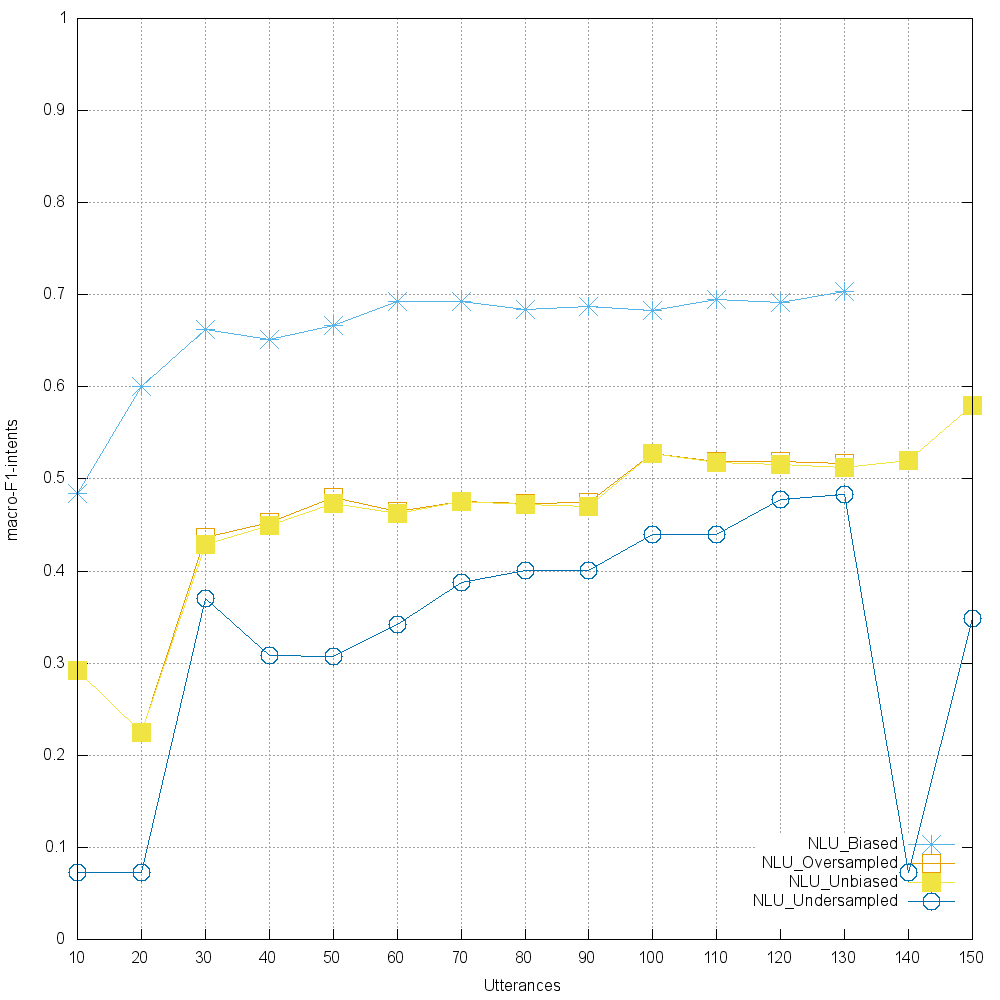 1
0.9
0.8
0.7
0.6
0.5
0.4
0.3
0.2
0.1
0
macro-F1-intents
NLU_Biased
NLU_Oversampled
NLU_Unbiased
NLU_Undersampled
10 20 30 40 50 60 70 80 90 100 110 120 130 140 150
Utterances